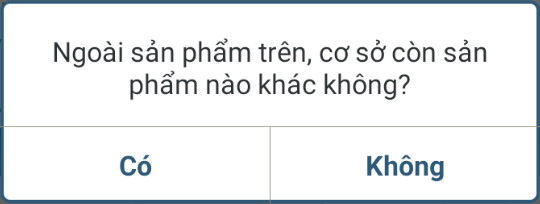 Ngoài sản phẩm trên, cơ sở còn sản
phẩm nào khác không?
Có
Không